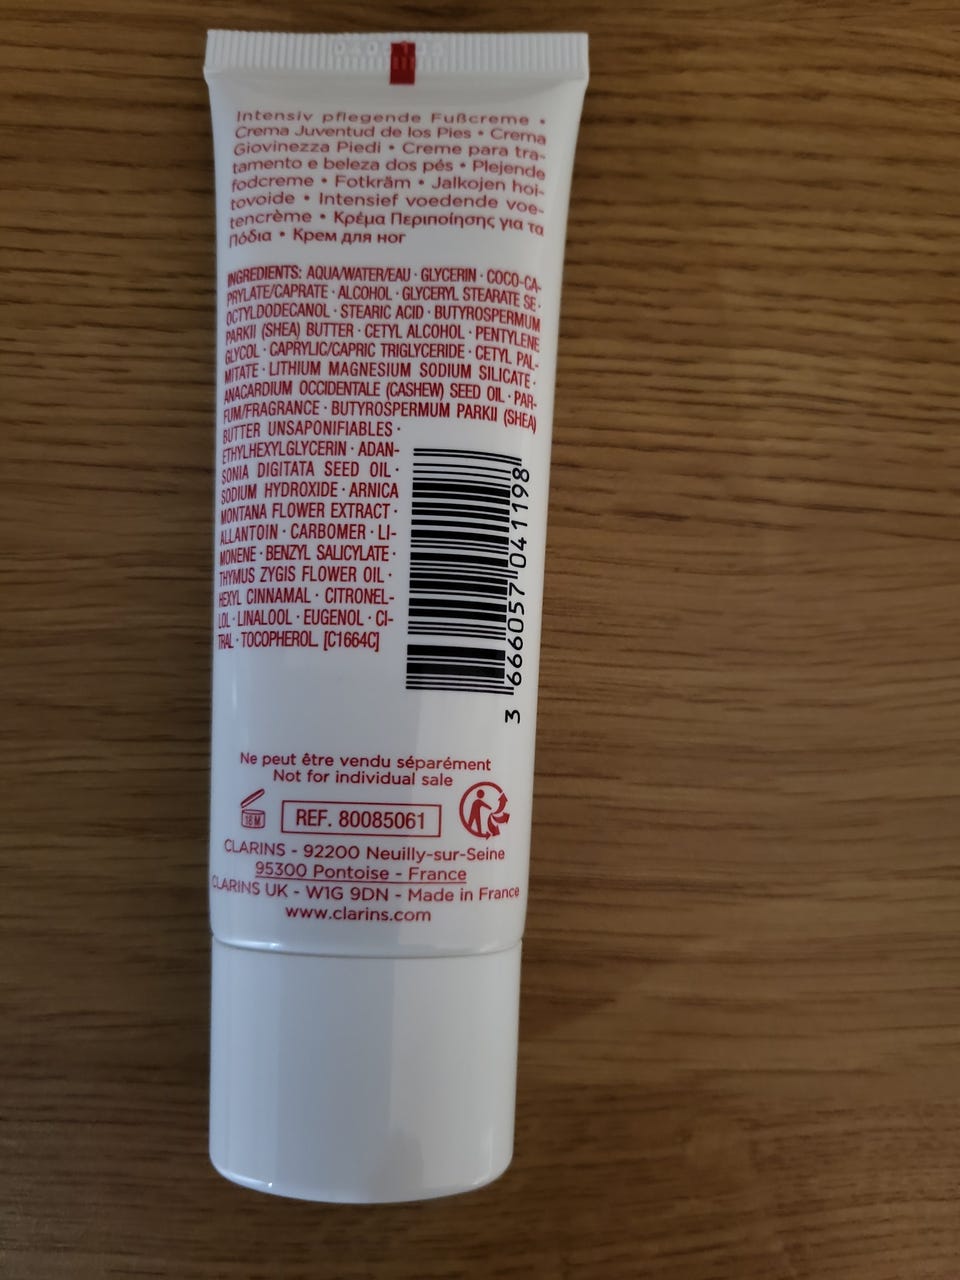 Intensiv pflegende Fußcreme •
Crema Juventud de los Pies • Crema
Giovinezza Piedi • Creme para tra-
tamento e beleza dos pés • Plejende
fodcreme • Fotkräm • Jalkojen hoi-
tovoide • Intensief voedende voe-
tencrème • Κρέμα Περιποίησης για τα
Πόδια • Крем для ног
INGREDIENTS: AQUA/WATER/EAU · GLYCERIN · COCO-CA-
PRYLATE/CAPRATE · ALCOHOL · GLYCERYL STEARATE SE ·
OCTYLDODECANOL · STEARIC ACID · BUTYROSPERMUM
PARKII (SHEA) BUTTER · CETYL ALCOHOL · PENTYLENE
GLYCOL · CAPRYLIC/CAPRIC TRIGLYCERIDE · CETYL PAL-
MITATE · LITHIUM MAGNESIUM SODIUM SILICATE ·
ANACARDIUM OCCIDENTALE (CASHEW) SEED OIL · PAR-
FUM/FRAGRANCE · BUTYROSPERMUM PARKII (SHEA)
BUTTER UNSAPONIFIABLES ·
ETHYLHEXYLGLYCERIN · ADAN-
SONIA DIGITATA SEED OIL ·
SODIUM HYDROXIDE · ARNICA
MONTANA FLOWER EXTRACT ·
ALLANTOIN · CARBOMER · LI-
MONENE · BENZYL SALICYLATE ·
THYMUS ZYGIS FLOWER OIL ·
HEXYL CINNAMAL · CITRONEL-
LOL · LINALOOL · EUGENOL · CI-
TRAL · TOCOPHEROL. [C1664C]
3 666057 041198
Ne peut être vendu séparément
Not for individual sale
18 M
REF. 80085061
CLARINS - 92200 Neuilly-sur-Seine
95300 Pontoise - France
CLARINS UK - W1G 9DN - Made in France
www.clarins.com